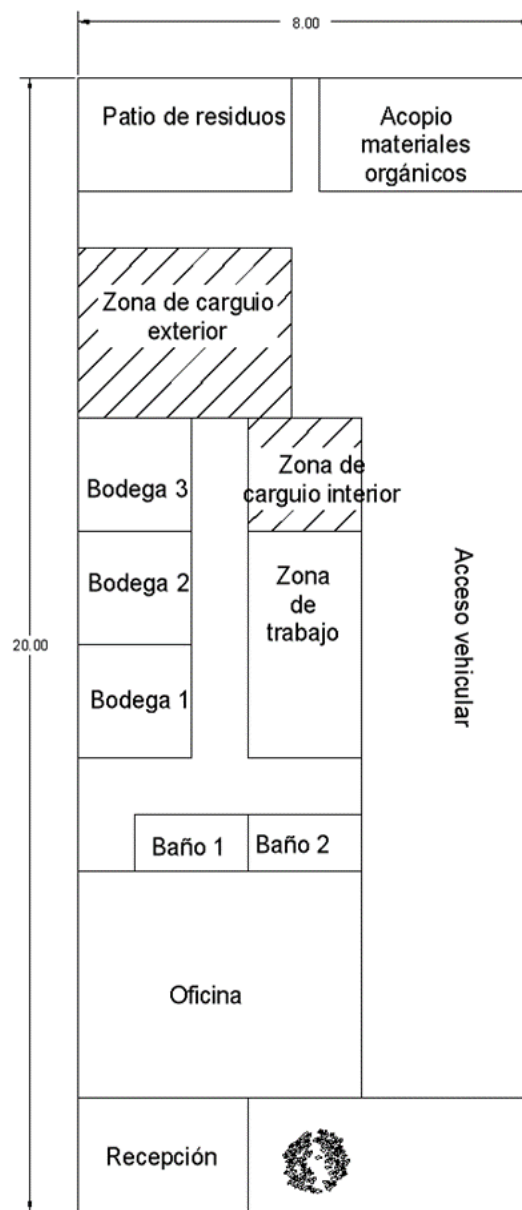 8.00
Patio de residuos
Acopio
materiales
orgánicos
Zona de carguio
exterior
Zona de
carguio interior
Bodega 3
Bodega 2
Zona
de
trabajo
Acceso vehicular
20.00
Bodega 1
Baño 1
Baño 2
Oficina
Recepción